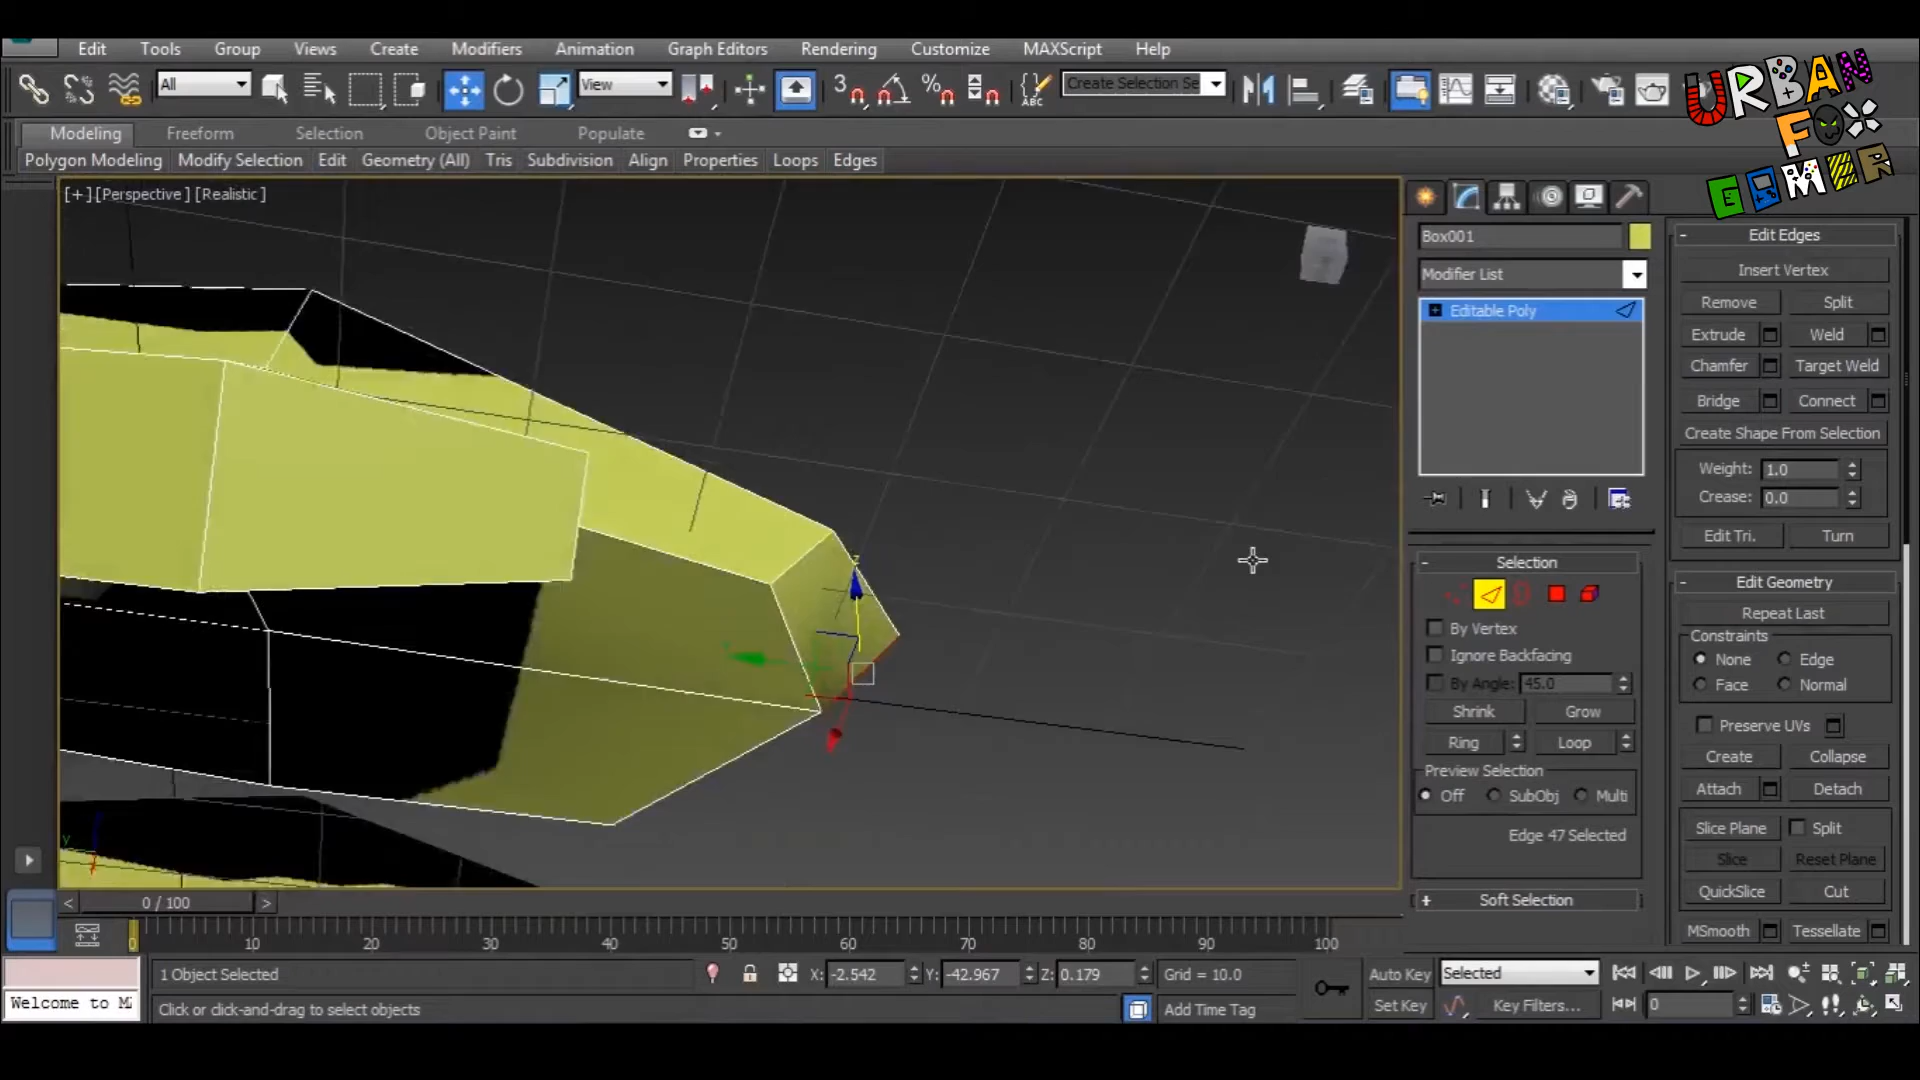 Edit Tools Group Views Create Modifiers Animation Graph Editors Rendering Customize MAXScript Help
URBAN
FOX
GAMER
All
View
3
%
ABC
Create Selection Se
Modeling Freeform Selection Object Paint Populate
Polygon Modeling Modify Selection Edit Geometry (All) Tris Subdivision Align Properties Loops Edges
[+] [Perspective ] [Realistic ]
z
y
Box001
Modifier List
Editable Poly
- Selection
By Vertex
Ignore Backfacing
By Angle: 45.0
Shrink Grow
Ring Loop
Preview Selection
Off SubObj Multi
Edge 47 Selected
+ Soft Selection
- Edit Edges
Insert Vertex
Remove Split
Extrude Weld
Chamfer Target Weld
Bridge Connect
Create Shape From Selection
Weight: 1.0
Crease: 0.0
Edit Tri. Turn
- Edit Geometry
Repeat Last
Constraints
None Edge
Face Normal
Preserve UVs
Create Collapse
Attach Detach
Slice Plane Split
Slice Reset Plane
QuickSlice Cut
MSmooth Tessellate
< 0 / 100 >
0 10 20 30 40 50 60 70 80 90 100
1 Object Selected X: -2.542 Y: -42.967 Z: 0.179 Grid = 10.0 Auto Key Selected
Welcome to M
Click or click-and-drag to select objects Add Time Tag Set Key Key Filters... 0